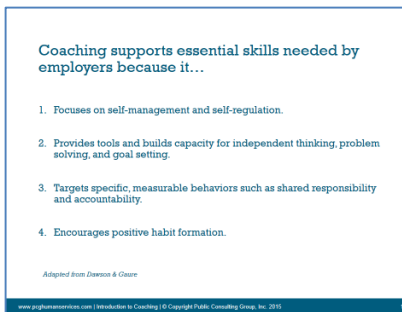 Coaching supports essential skills needed by
employers because it…
1. Focuses on self-management and self-regulation.
2. Provides tools and builds capacity for independent thinking, problem
solving, and goal setting.
3. Targets specific, measurable behaviors such as shared responsibility
and accountability.
4. Encourages positive habit formation.
Adapted from Dawson & Gaure
www.pcghumanservices.com | Introduction to Coaching | © Copyright Public Consulting Group, Inc. 2015